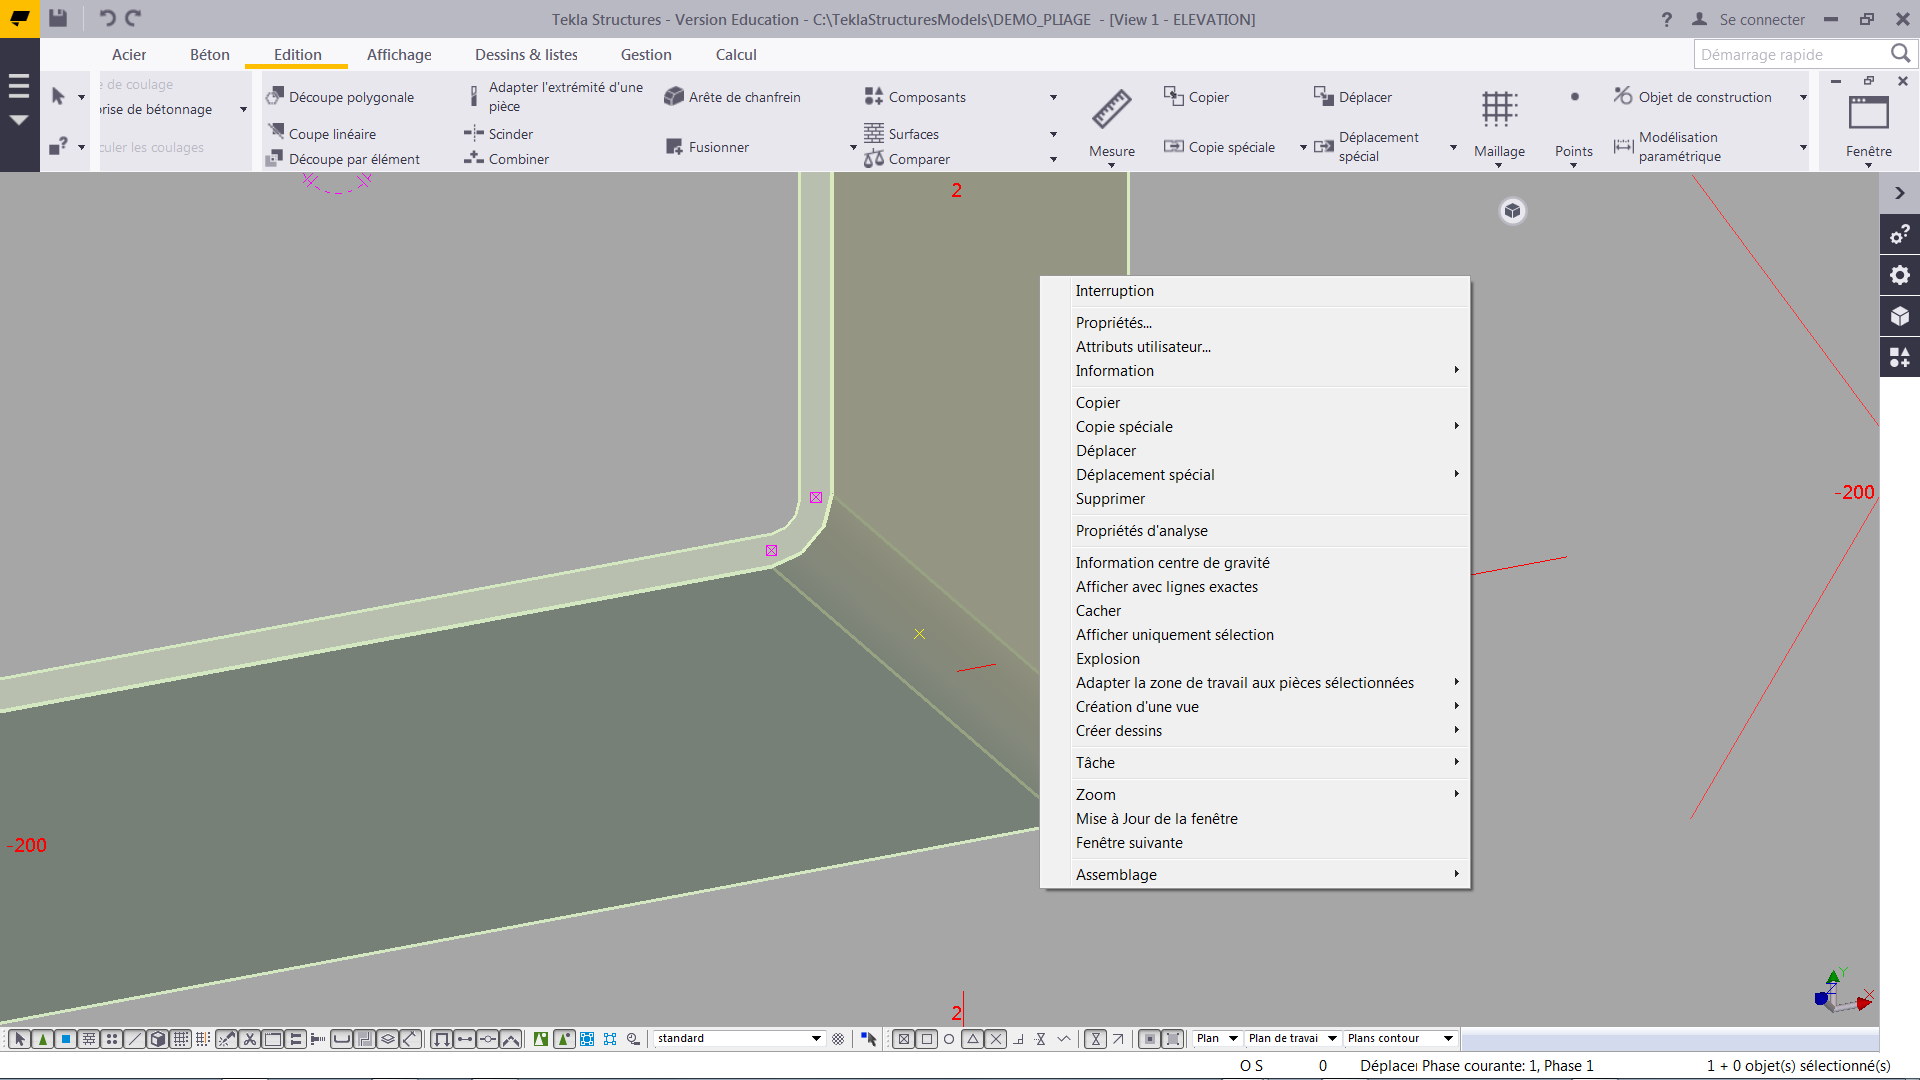 Tekla Structures - Version Education - C:\TeklaStructuresModels\DEMO_PLIAGE - [View 1 - ELEVATION]
? Se connecter
Acier Béton Edition Affichage Dessins & listes Gestion Calcul
Démarrage rapide
e de coulage
rise de bétonnage
culer les coulages
Découpe polygonale
Coupe linéaire
Découpe par élément
Adapter l'extrémité d'une
pièce
Scinder
Combiner
Arête de chanfrein
Fusionner
Composants
Surfaces
Comparer
Mesure
Copier
Copie spéciale
Déplacer
Déplacement
spécial
Maillage
Points
Objet de construction
Modélisation
paramétrique
Fenêtre
2
-200
-200
2
Interruption
Propriétés...
Attributs utilisateur...
Information
Copier
Copie spéciale
Déplacer
Déplacement spécial
Supprimer
Propriétés d'analyse
Information centre de gravité
Afficher avec lignes exactes
Cacher
Afficher uniquement sélection
Explosion
Adapter la zone de travail aux pièces sélectionnées
Création d'une vue
Créer dessins
Tâche
Zoom
Mise à Jour de la fenêtre
Fenêtre suivante
Assemblage
Y
Z
X
standard
Plan
Plan de travai
Plans contour
O S 0 Déplace Phase courante: 1, Phase 1 1 + 0 objet(s) sélectionné(s)